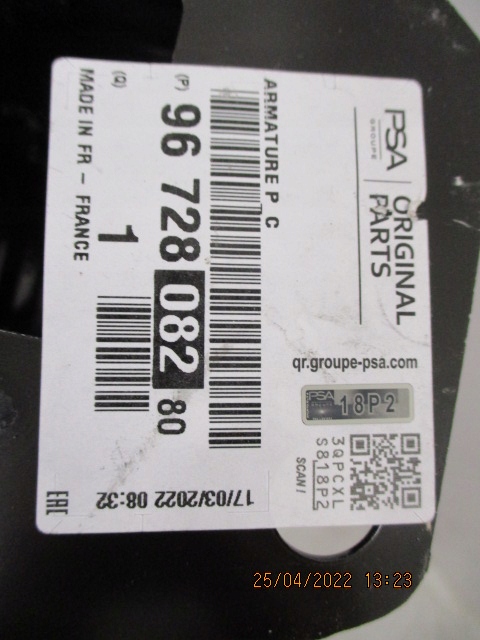 PSA
GROUPE
ORIGINAL
PARTS
ARMATURE P C
(P) 96 728 082 80
(Q) 1
MADE IN FR - FRANCE
qr.groupe-psa.com
PSA
18P2
3QPCXL
S818P2
SCAN!
17/03/2022 08:32
EAC
25/04/2022 13:23